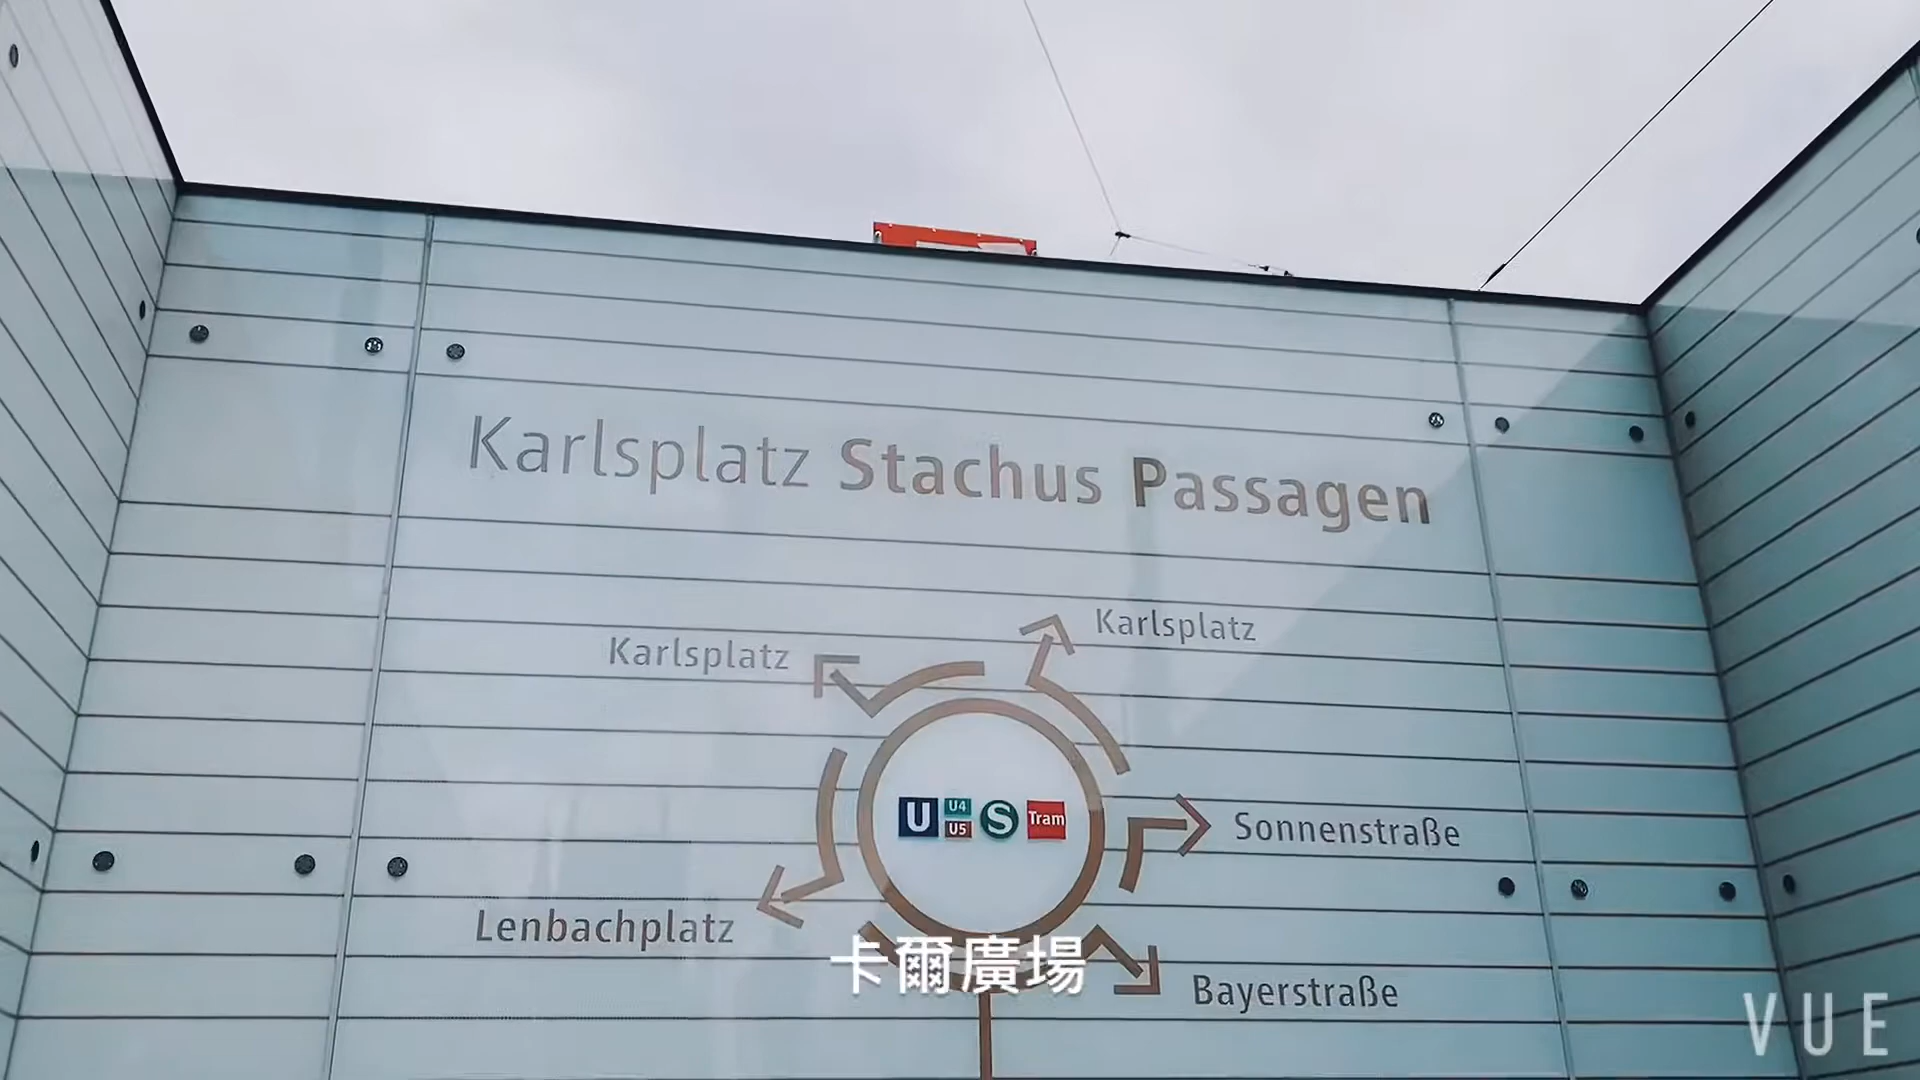 Karlsplatz Stachus Passagen
Karlsplatz
Karlsplatz
U U4 U5 S Tram
Sonnenstraße
Lenbachplatz
卡爾廣場
Bayerstraße
VUE